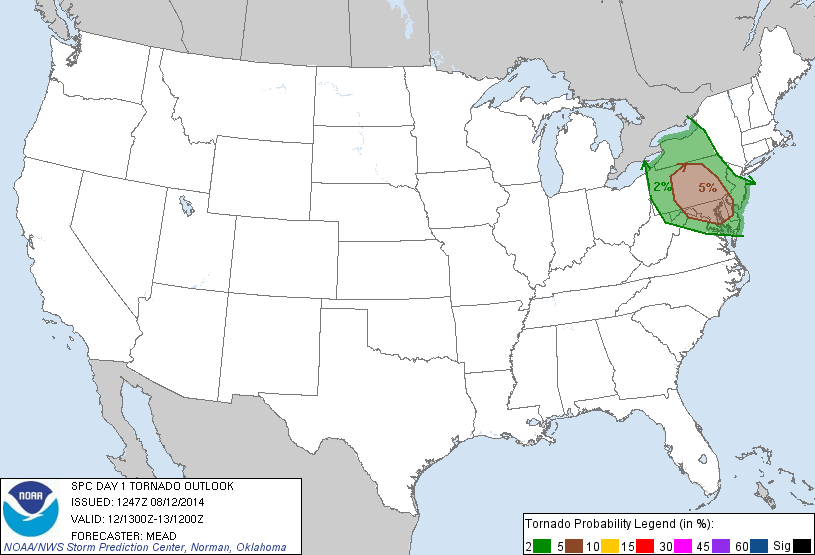 2%
5%
NOAA
SPC DAY 1 TORNADO OUTLOOK
ISSUED: 1247Z 08/12/2014
VALID: 12/1300Z-13/1200Z
FORECASTER: MEAD
NOAA/NWS Storm Prediction Center, Norman, Oklahoma
Tornado Probability Legend (in %):
2 5 10 15 30 45 60 Sig